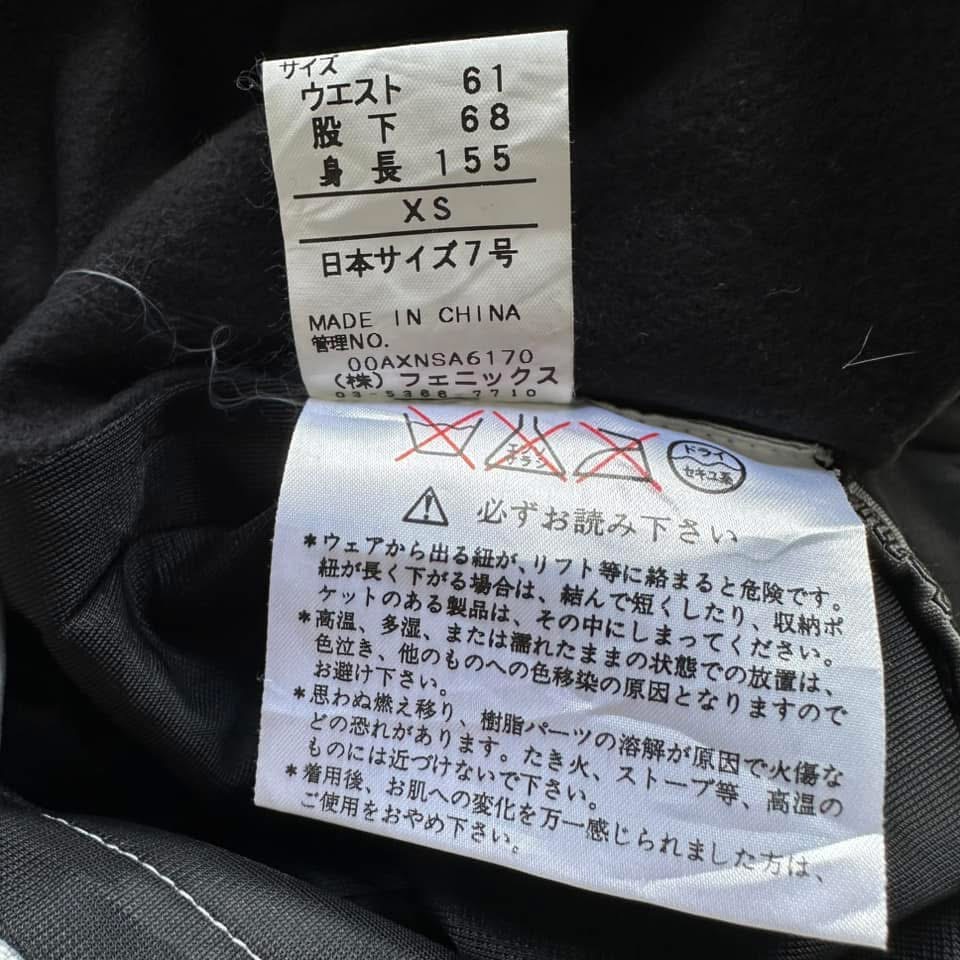 サイズ
ウエスト 61
股下 68
身長 155
XS
日本サイズ7号
MADE IN CHINA
管理NO.
00AXNSA6170
(株)フェニックス
03-5366-7710
エンソ
サラシ
ドライ
セキユ系
必ずお読み下さい
*ウェアから出る紐が、リフト等に絡まると危険です。
紐が長く下がる場合は、結んで短くしたり、収納ポ
ケットのある製品は、その中にしまってください。
*高温、多湿、または濡れたままの状態での放置は、
色泣き、他のものへの色移染の原因となりますので
お避け下さい。
*思わぬ燃え移り、樹脂パーツの溶解が原因で火傷な
どの恐れがあります。たき火、ストーブ等、高温の
ものには近づけないで下さい。
*着用後、お肌への変化を万一感じられました方は、
ご使用をおやめ下さい。